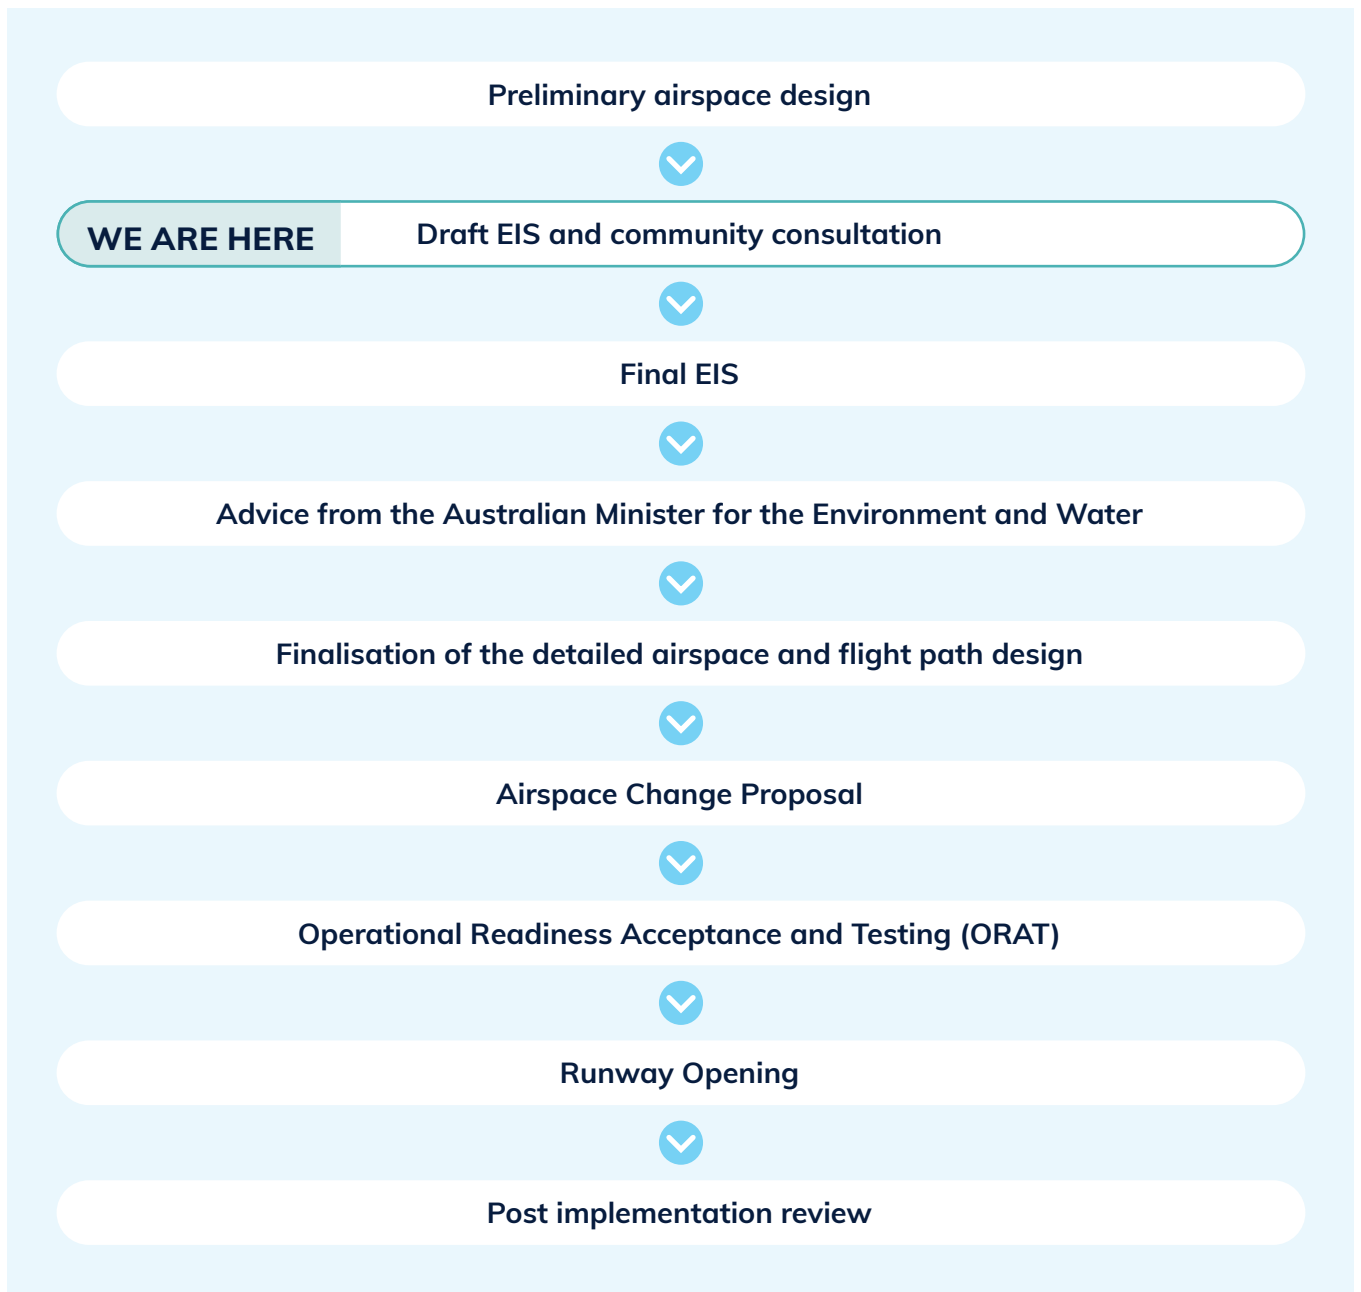 Preliminary airspace design
WE ARE HERE
Draft EIS and community consultation
Final EIS
Advice from the Australian Minister for the Environment and Water
Finalisation of the detailed airspace and flight path design
Airspace Change Proposal
Operational Readiness Acceptance and Testing (ORAT)
Runway Opening
Post implementation review